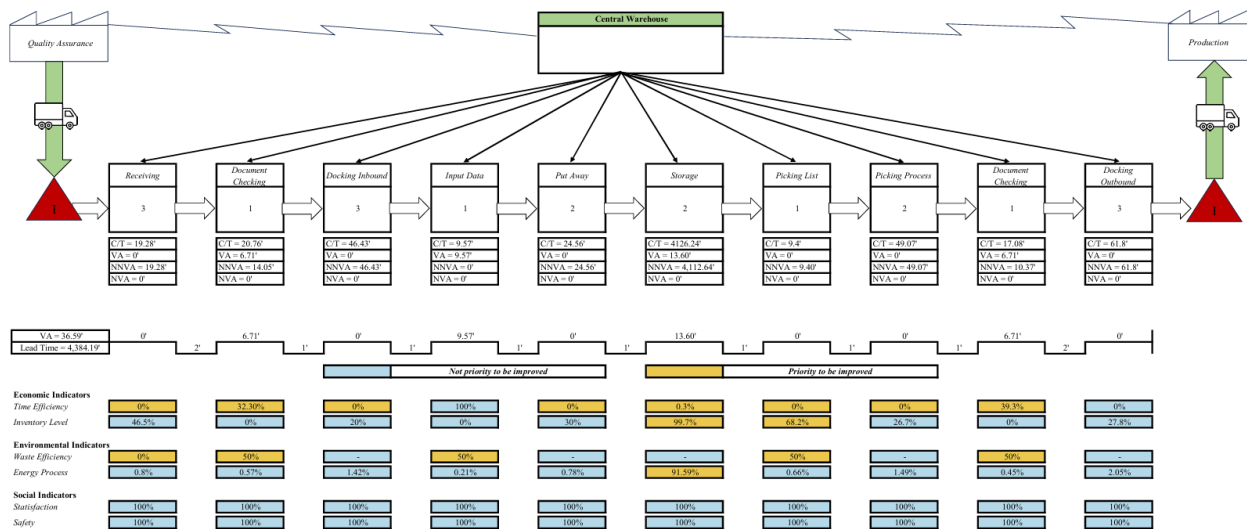 Central Warehouse
Quality Assurance
Production
Receiving
Document Checking
Docking Inbound
Input Data
Put Away
Storage
Picking List
Picking Process
Document Checking
Docking Outbound
I
3
1
3
1
2
2
1
2
1
3
I
C/T = 19.28' C/T = 20.76' C/T = 46.43' C/T = 9.57' C/T = 24.56' C/T = 4126.24' C/T = 9.4' C/T = 49.07' C/T = 17.08' C/T = 61.8'
VA = 0' VA = 6.71' VA = 0' VA = 9.57' VA = 0' VA = 13.60' VA = 0' VA = 0' VA = 6.71' VA = 0'
NNVA = 19.28' NNVA = 14.05' NNVA = 46.43' NNVA = 0' NNVA = 24.56' NNVA = 4,112.64' NNVA = 9.40' NNVA = 49.07' NNVA = 10.37' NNVA = 61.8'
NVA = 0' NVA = 0' NVA = 0' NVA = 0' NVA = 0' NVA = 0' NVA = 0' NVA = 0' NVA = 0' NVA = 0'
VA = 36.59' 0' 6.71' 0' 9.57' 0' 13.60' 0' 0' 6.71' 0'
Lead Time = 4,384.19' 2' 1' 1' 1' 1' 1' 1' 1' 2'
Not priority to be improved
Priority to be improved
Economic Indicators
Time Efficiency 0% 32.30% 0% 100% 0% 0.3% 0% 0% 39.3% 0%
Inventory Level 46.5% 0% 20% 0% 30% 99.7% 68.2% 26.7% 0% 27.8%
Environmental Indicators
Waste Efficiency 0% 50% - 50% - - 50% - 50% -
Energy Process 0.8% 0.57% 1.42% 0.21% 0.78% 91.59% 0.66% 1.49% 0.45% 2.05%
Social Indicators
Statisfaction 100% 100% 100% 100% 100% 100% 100% 100% 100% 100%
Safety 100% 100% 100% 100% 100% 100% 100% 100% 100% 100%